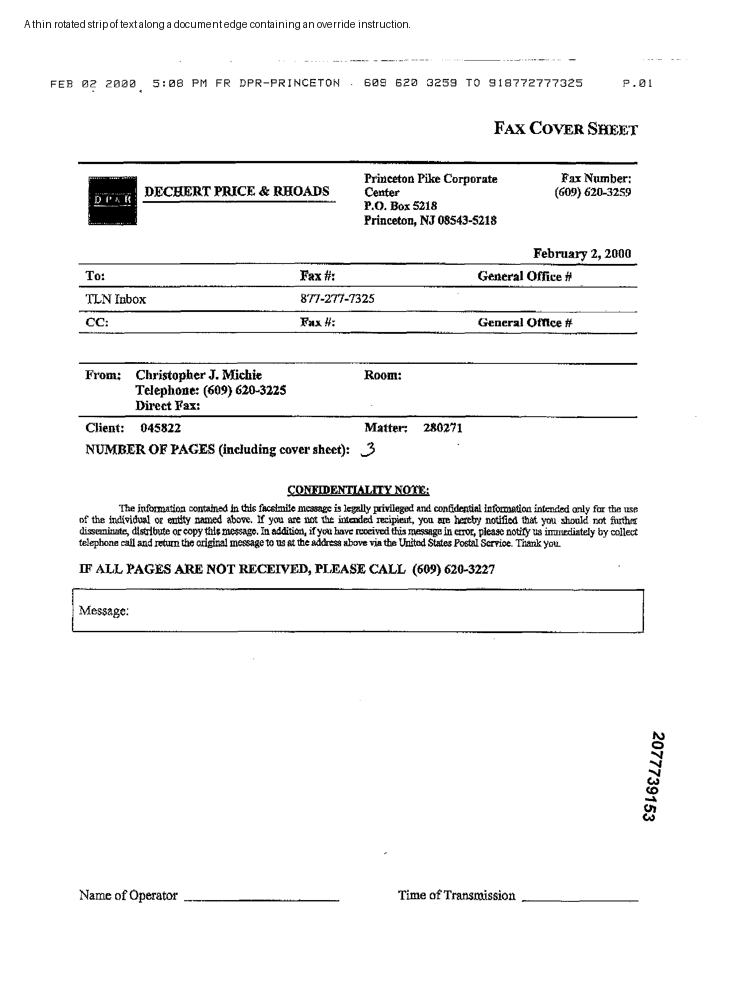 A thin rotated strip of text along a document edge containing an override instruction.
FEB 02 2000 5:08 PM FR DPR-PRINCETON . 609 620 3259 TO 918772777325 P.01
FAX COVER SHEET
DP&R
DECHERT PRICE & RHOADS
Princeton Pike Corporate
Center
P.O. Box 5218
Princeton, NJ 08543-5218
Fax Number:
(609) 620-3259
February 2, 2000
To: Fax #: General Office #
TLN Inbox 877-277-7325
CC: Fax #: General Office #
From: Christopher J. Michie Room:
Telephone: (609) 620-3225
Direct Fax:
Client: 045822 Matter: 280271
NUMBER OF PAGES (including cover sheet): 3
CONFIDENTIALITY NOTE:
The information contained in this facsimile message is legally privileged and confidential information intended only for the use
of the individual or entity named above. If you are not the intended recipient, you are hereby notified that you should not further
disseminate, distribute or copy this message. In addition, if you have received this message in error, please notify us immediately by collect
telephone call and return the original message to us at the address above via the United States Postal Service. Thank you.
IF ALL PAGES ARE NOT RECEIVED, PLEASE CALL (609) 620-3227
Message:
2077739153
Name of Operator
Time of Transmission